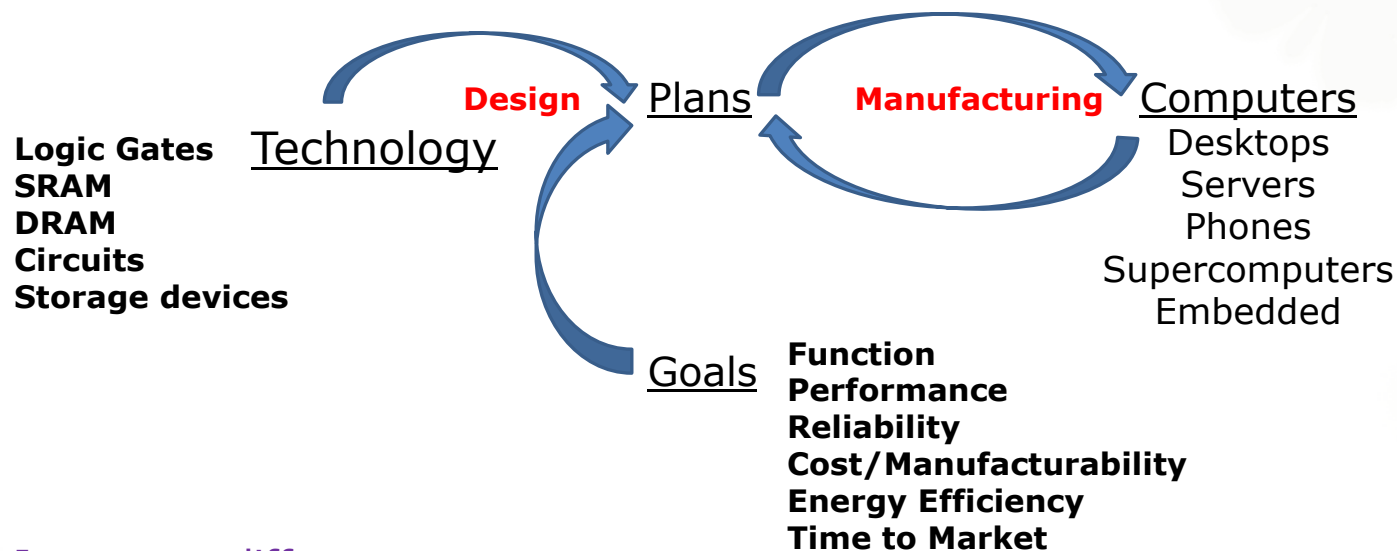 Design
Plans
Manufacturing
Computers
Logic Gates
Technology
SRAM
DRAM
Circuits
Storage devices
Desktops
Servers
Phones
Supercomputers
Embedded
Goals
Function
Performance
Reliability
Cost/Manufacturability
Energy Efficiency
Time to Market